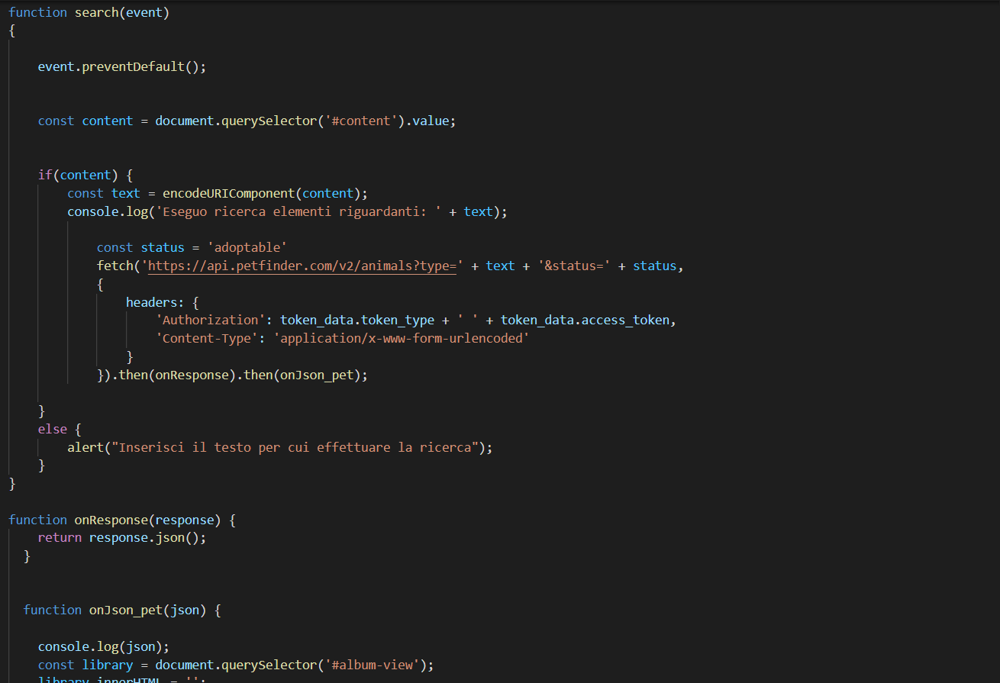 function search(event)
{
event.preventDefault();
const content = document.querySelector('#content').value;
if(content) {
const text = encodeURIComponent(content);
console.log('Eseguo ricerca elementi riguardanti: ' + text);
const status = 'adoptable'
fetch('https://api.petfinder.com/v2/animals?type=' + text + '&status=' + status,
{
headers: {
'Authorization': token_data.token_type + ' ' + token_data.access_token,
'Content-Type': 'application/x-www-form-urlencoded'
}
}).then(onResponse).then(onJson_pet);
}
else {
alert("Inserisci il testo per cui effettuare la ricerca");
}
}
function onResponse(response) {
return response.json();
}
function onJson_pet(json) {
console.log(json);
const library = document.querySelector('#album-view');
library.innerHTML = '';